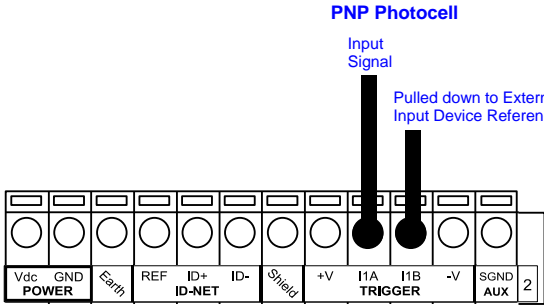 PNP Photocell
Input
Signal
Pulled down to Extern
Input Device Referen
Vdc GND Earth REF ID+ ID- Shield +V I1A I1B -V SGND 2
POWER ID-NET TRIGGER AUX